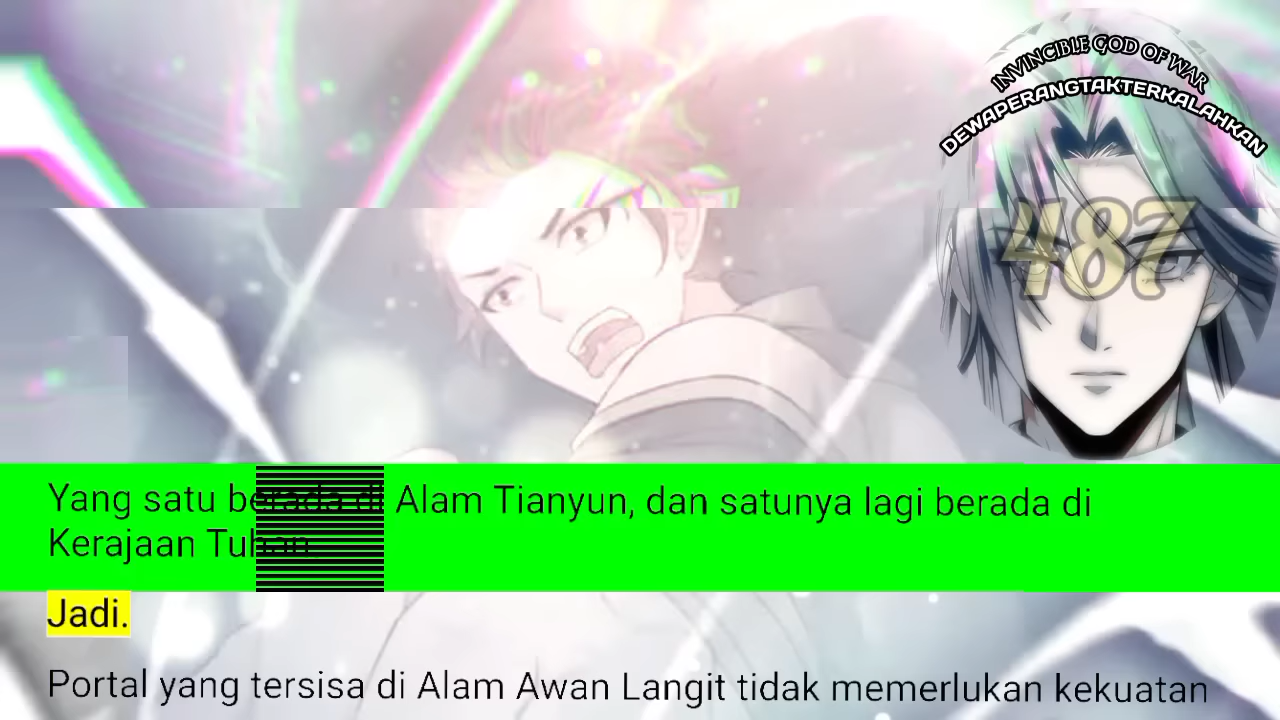 INVINCIBLE GOD OF WAR
DEWAPERANGTAKTERKALAHKAN
487
Yang satu berada di Alam Tianyun, dan satunya lagi berada di
Kerajaan Tuhan.
Jadi.
Portal yang tersisa di Alam Awan Langit tidak memerlukan kekuatan